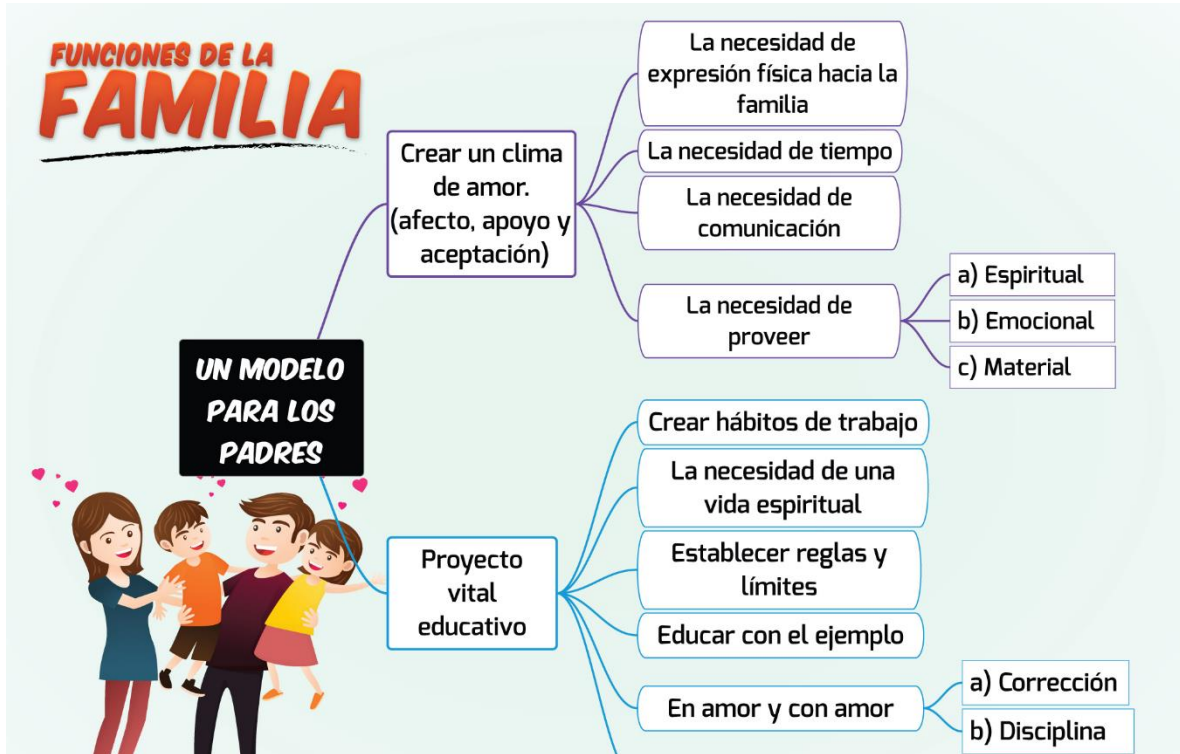 FUNCIONES DE LA
FAMILIA
UN MODELO
PARA LOS
PADRES
Crear un clima
de amor.
(afecto, apoyo y
aceptación)
La necesidad de
expresión física hacia la
familia
La necesidad de tiempo
La necesidad de
comunicación
La necesidad de
proveer
a) Espiritual
b) Emocional
c) Material
Proyecto
vital
educativo
Crear hábitos de trabajo
La necesidad de una
vida espiritual
Establecer reglas y
límites
Educar con el ejemplo
En amor y con amor
a) Corrección
b) Disciplina